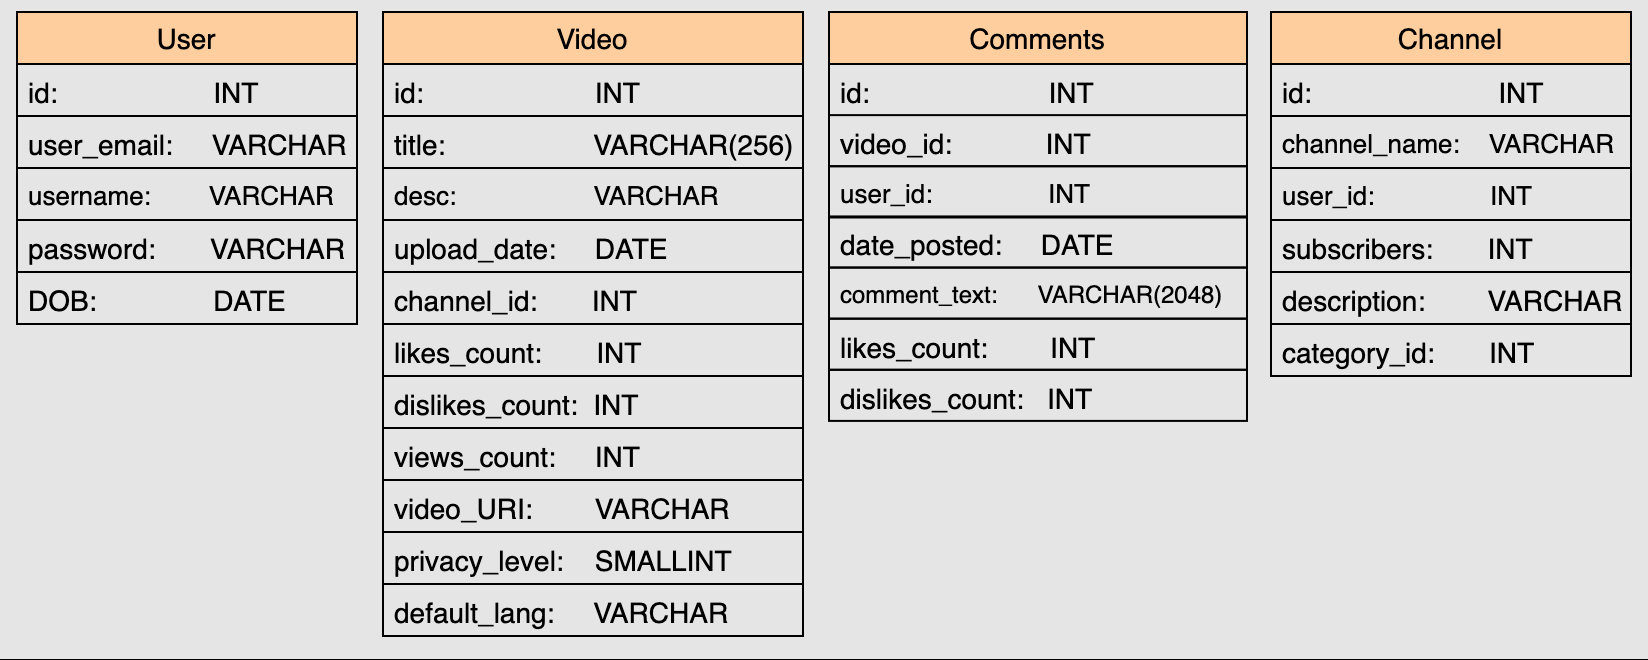 User
id: INT
user_email: VARCHAR
username: VARCHAR
password: VARCHAR
DOB: DATE
Video
id: INT
title: VARCHAR(256)
desc: VARCHAR
upload_date: DATE
channel_id: INT
likes_count: INT
dislikes_count: INT
views_count: INT
video_URI: VARCHAR
privacy_level: SMALLINT
default_lang: VARCHAR
Comments
id: INT
video_id: INT
user_id: INT
date_posted: DATE
comment_text: VARCHAR(2048)
likes_count: INT
dislikes_count: INT
Channel
id: INT
channel_name: VARCHAR
user_id: INT
subscribers: INT
description: VARCHAR
category_id: INT